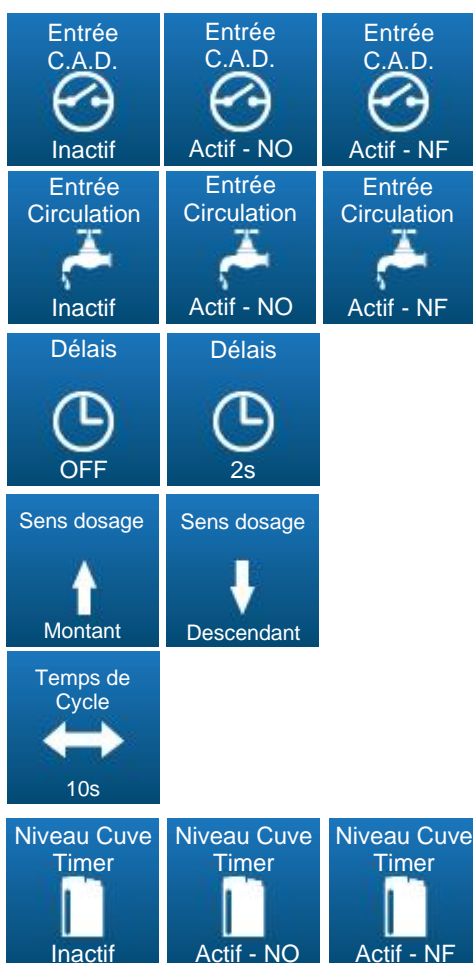 Entrée
C.A.D.
Inactif
Entrée
C.A.D.
Actif - NO
Entrée
C.A.D.
Actif - NF
Entrée
Circulation
Inactif
Entrée
Circulation
Actif - NO
Entrée
Circulation
Actif - NF
Délais
OFF
Délais
2s
Sens dosage
Montant
Sens dosage
Descendant
Temps de
Cycle
10s
Niveau Cuve
Timer
Inactif
Niveau Cuve
Timer
Actif - NO
Niveau Cuve
Timer
Actif - NF